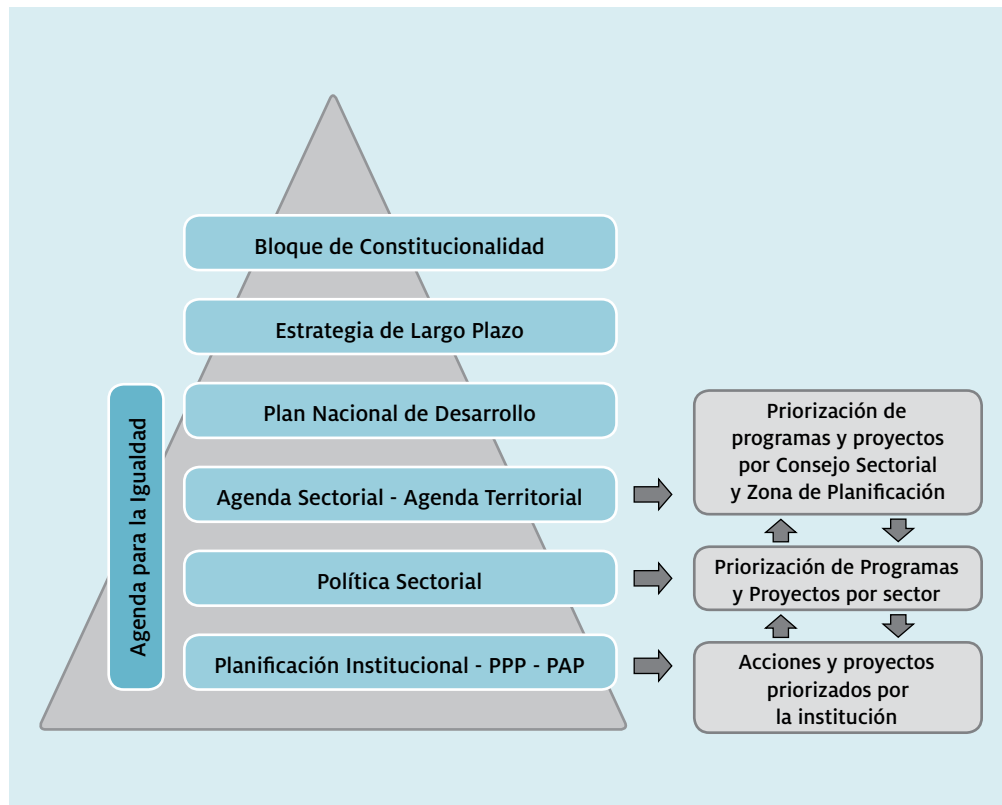 Bloque de Constitucionalidad
Estrategia de Largo Plazo
Plan Nacional de Desarrollo
Agenda Sectorial - Agenda Territorial
Política Sectorial
Planificación Institucional - PPP - PAP
Agenda para la Igualdad
Priorización de
programas y proyectos
por Consejo Sectorial
y Zona de Planificación
Priorización de Programas
y Proyectos por sector
Acciones y proyectos
priorizados por
la institución